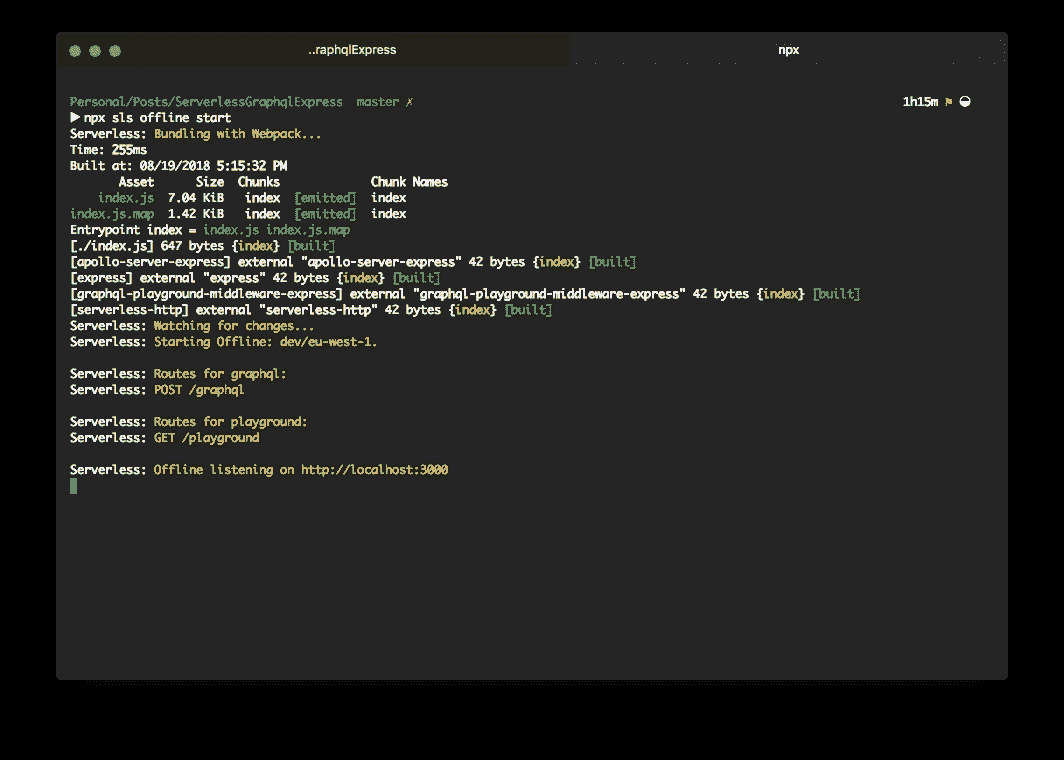 ..raphqlExpress npx
Personal/Posts/ServerlessGraphqlExpress master ✗ 1h15m
▶ npx sls offline start
Serverless: Bundling with Webpack...
Time: 255ms
Built at: 08/19/2018 5:15:32 PM
Asset Size Chunks Chunk Names
index.js 7.04 KiB index [emitted] index
index.js.map 1.42 KiB index [emitted] index
Entrypoint index = index.js index.js.map
[./index.js] 647 bytes {index} [built]
[apollo-server-express] external "apollo-server-express" 42 bytes {index} [built]
[express] external "express" 42 bytes {index} [built]
[graphql-playground-middleware-express] external "graphql-playground-middleware-express" 42 bytes {index} [built]
[serverless-http] external "serverless-http" 42 bytes {index} [built]
Serverless: Watching for changes...
Serverless: Starting Offline: dev/eu-west-1.
Serverless: Routes for graphql:
Serverless: POST /graphql
Serverless: Routes for playground:
Serverless: GET /playground
Serverless: Offline listening on http://localhost:3000